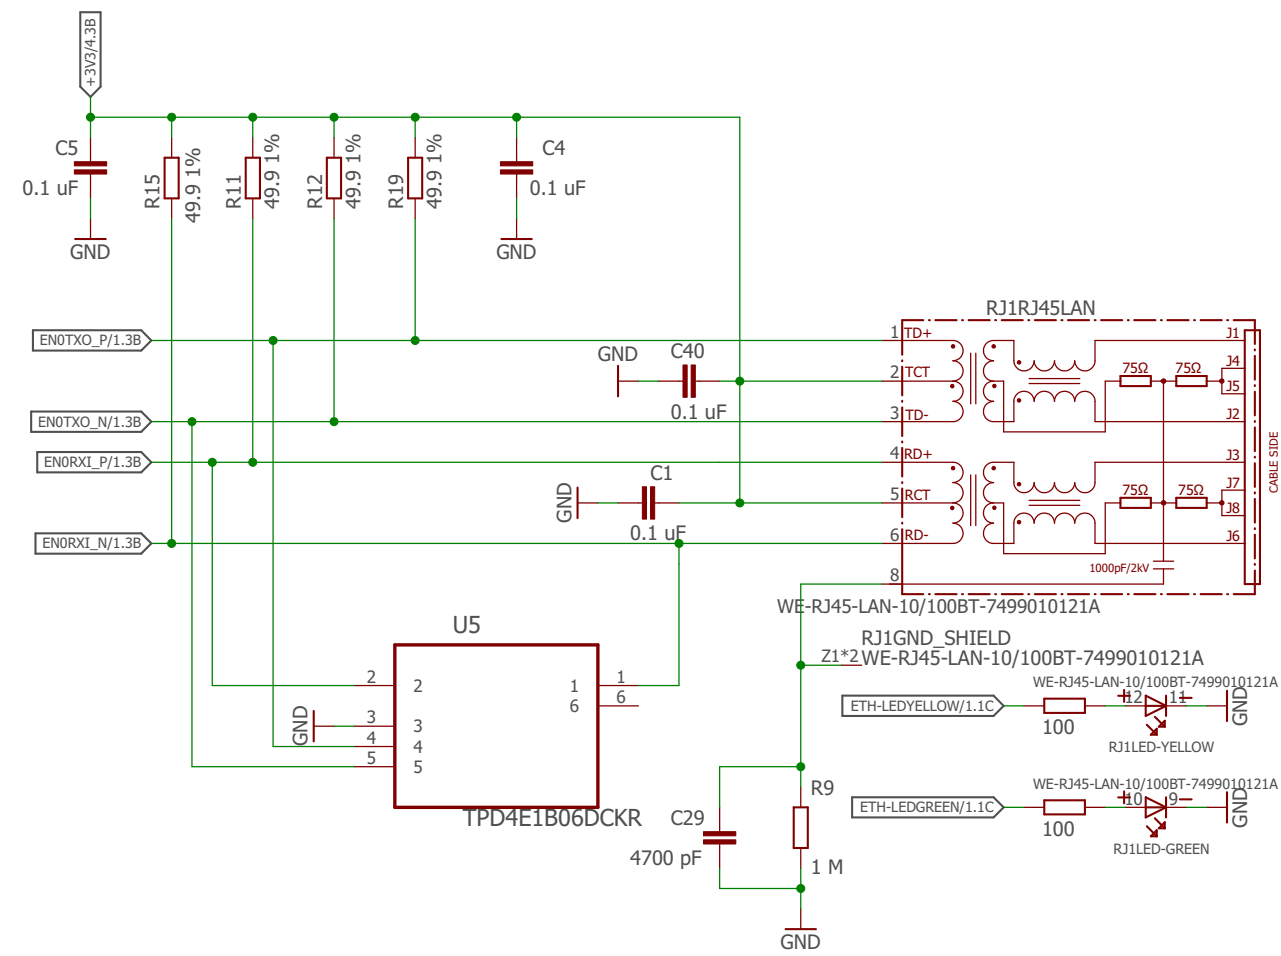 +3V3/4.3B
C5
0.1 uF
GND
R15
49.9 1%
R11
49.9 1%
R12
49.9 1%
R19
49.9 1%
C4
0.1 uF
GND
EN0TXO_P/1.3B
EN0TXO_N/1.3B
EN0RXI_P/1.3B
EN0RXI_N/1.3B
GND
C40
0.1 uF
GND
C1
0.1 uF
RJ1RJ45LAN
1 TD+
2 TCT
3 TD-
4 RD+
5 RCT
6 RD-
8
75Ω
75Ω
75Ω
75Ω
1000pF/2kV
J1
J4
J5
J2
J3
J7
J8
J6
CABLE SIDE
WE-RJ45-LAN-10/100BT-7499010121A
RJ1GND_SHIELD
Z1*2
WE-RJ45-LAN-10/100BT-7499010121A
U5
2 2
GND
3 3
4 4
5 5
1 1
6 6
TPD4E1B06DCKR
WE-RJ45-LAN-10/100BT-7499010121A
ETH-LEDYELLOW/1.1C
100
+ 12 11 -
GND
RJ1LED-YELLOW
WE-RJ45-LAN-10/100BT-7499010121A
ETH-LEDGREEN/1.1C
100
+ 10 9 -
GND
RJ1LED-GREEN
R9
1 M
C29
4700 pF
GND